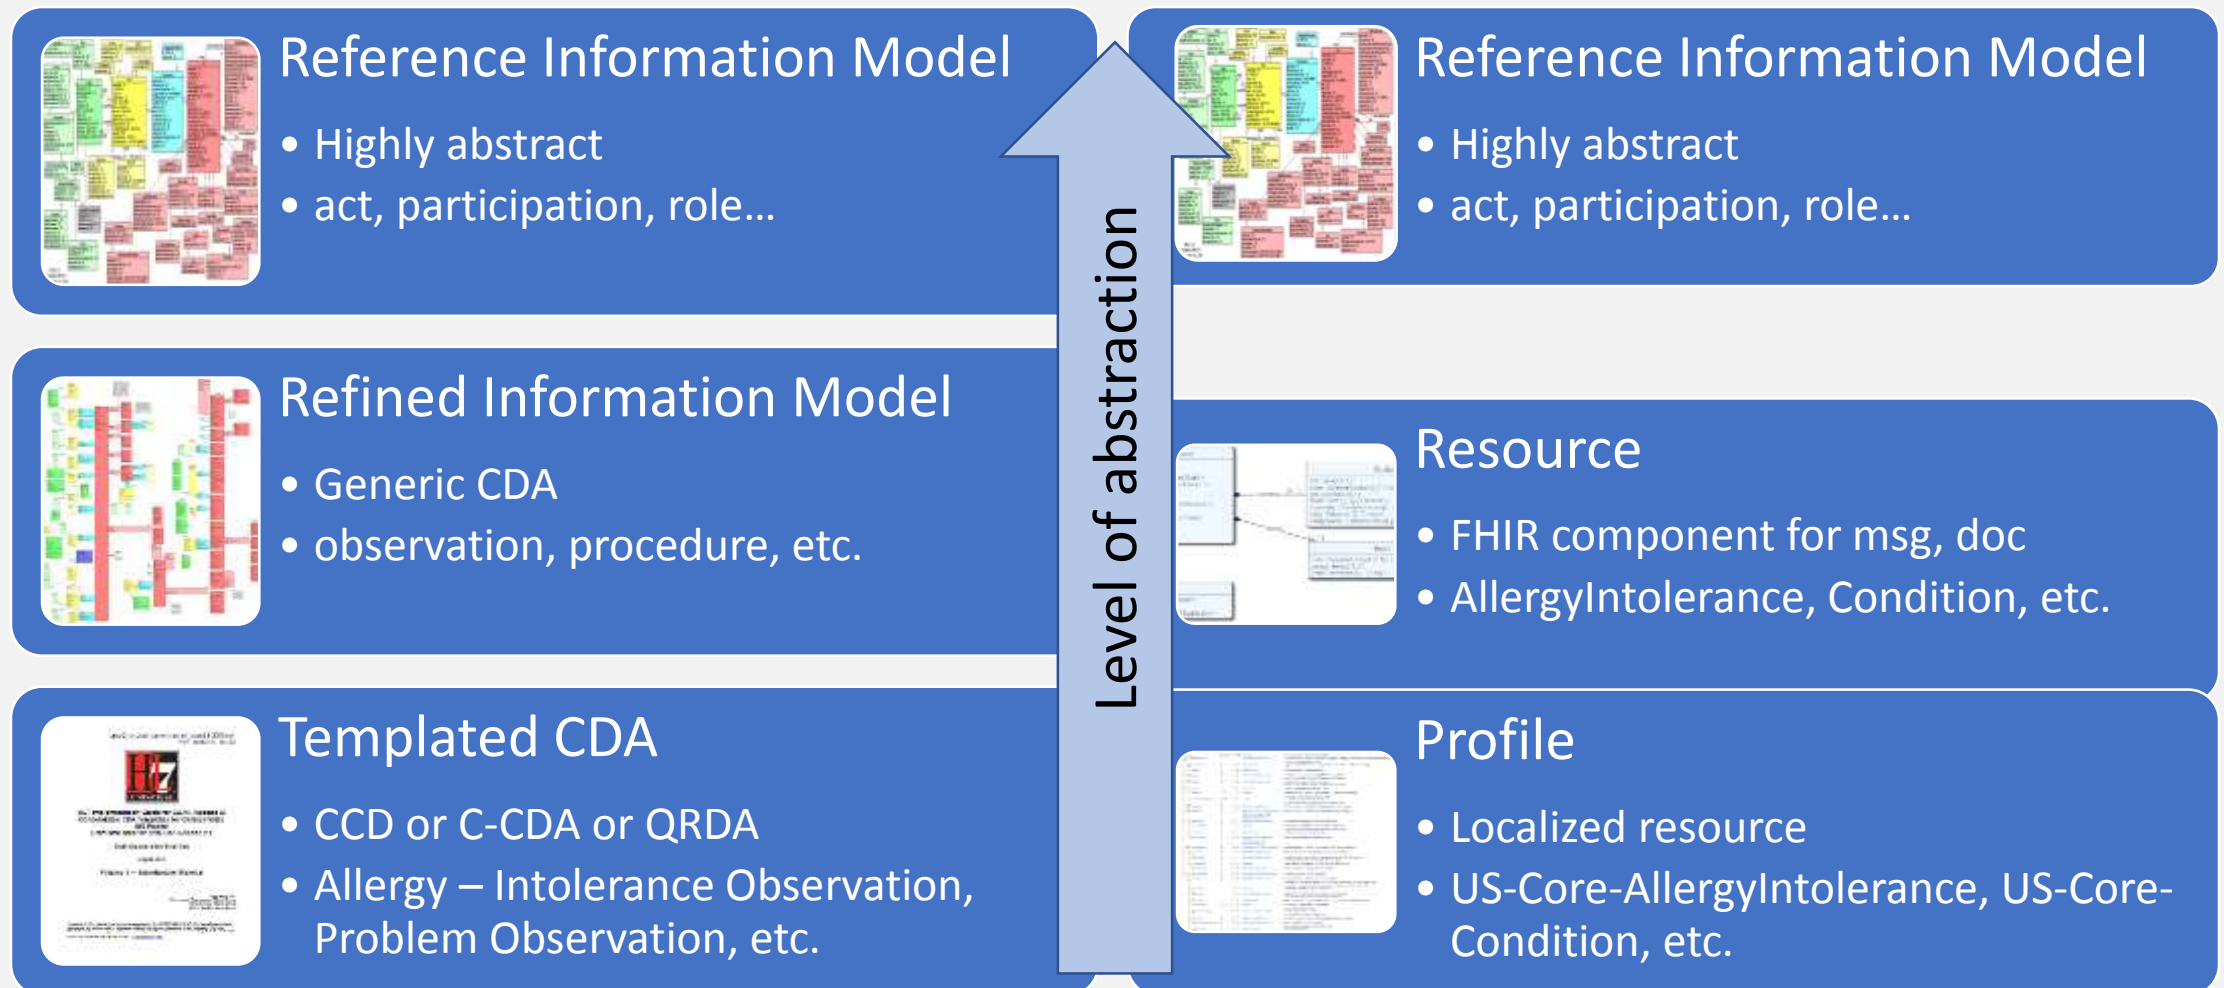 Reference Information Model
• Highly abstract
• act, participation, role...
Refined Information Model
• Generic CDA
• observation, procedure, etc.
Templated CDA
• CCD or C-CDA or QRDA
• Allergy – Intolerance Observation,
Problem Observation, etc.
Level of abstraction
Reference Information Model
• Highly abstract
• act, participation, role...
Resource
• FHIR component for msg, doc
• AllergyIntolerance, Condition, etc.
Profile
• Localized resource
• US-Core-AllergyIntolerance, US-Core-
Condition, etc.